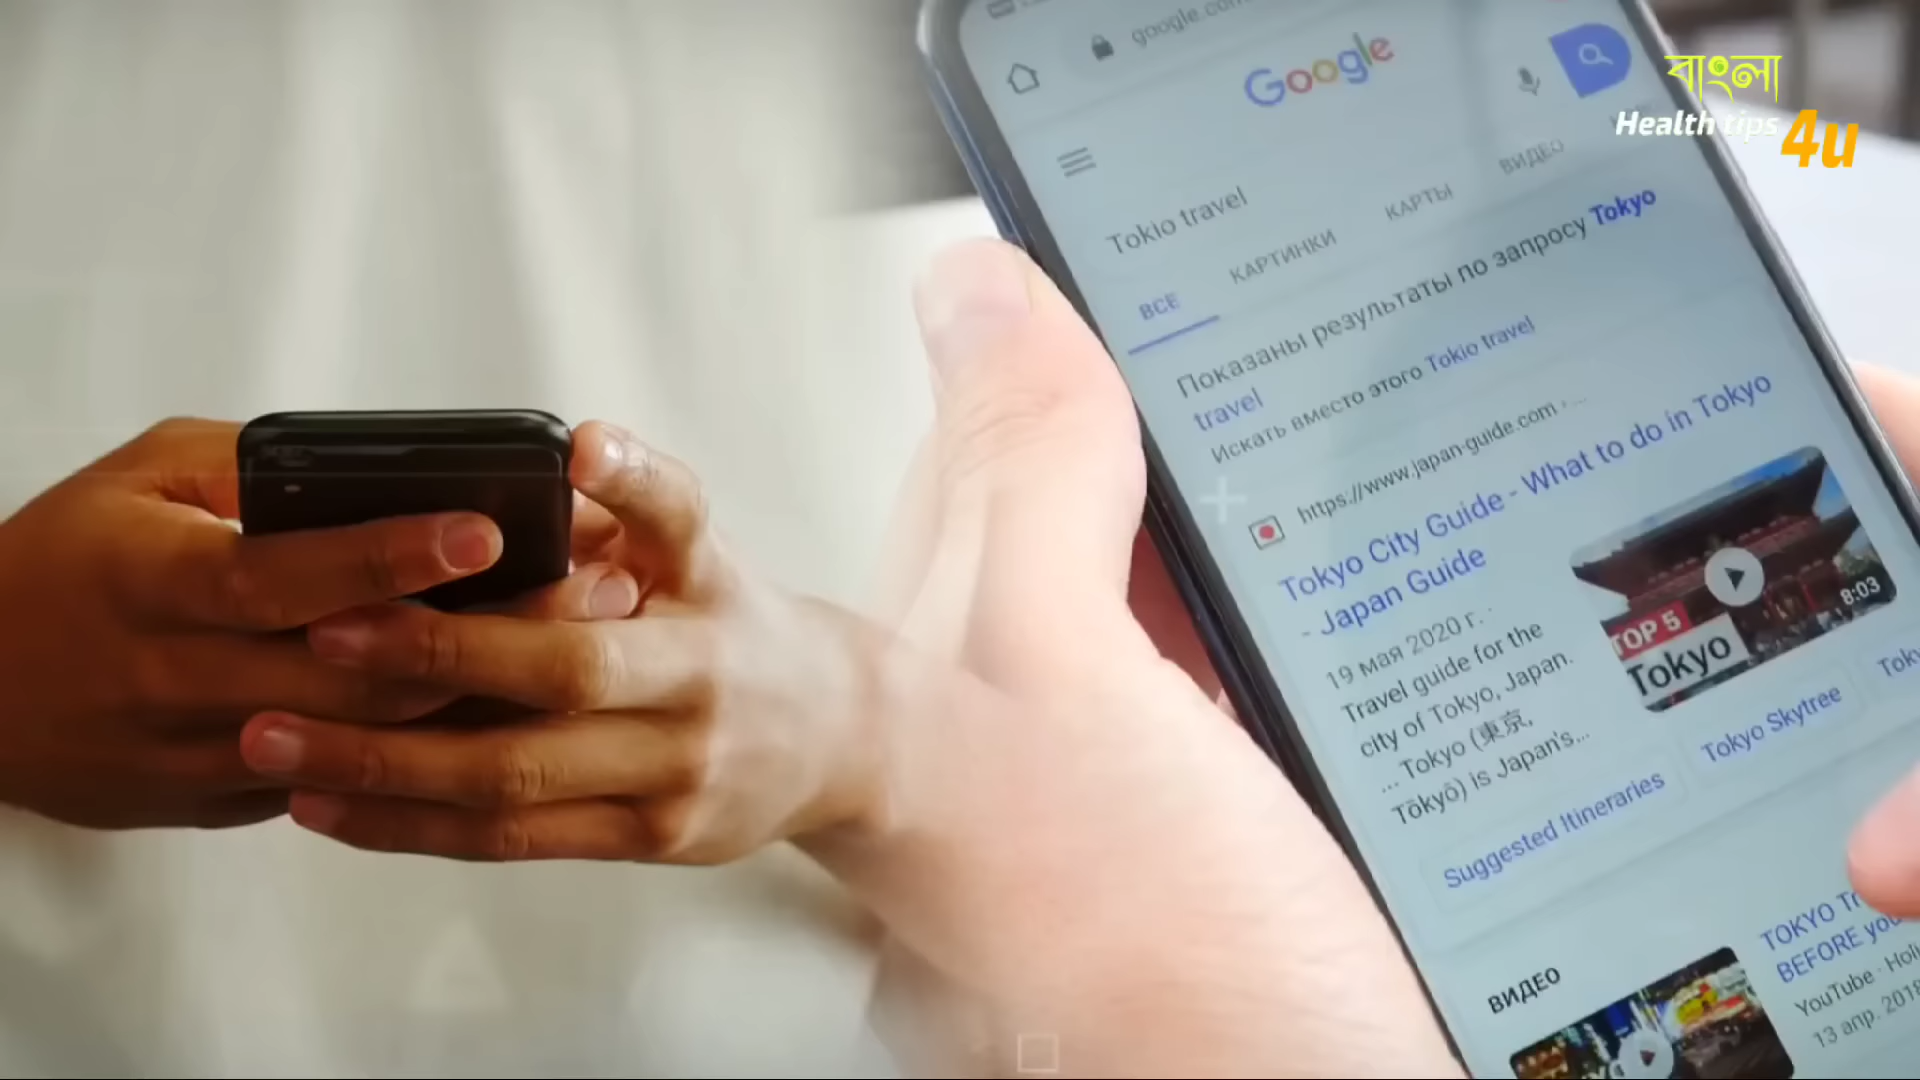 বাংলা
Health tips 4u
google.com
Google
Tokio travel
ВСЕ КАРТИНКИ КАРТЫ ВИДЕО
Показаны результаты по запросу Tokyo
travel
Искать вместо этого Tokio travel
https://www.japan-guide.com › ...
Tokyo City Guide - What to do in Tokyo
- Japan Guide
19 мая 2020 г. ·
Travel guide for the
city of Tokyo, Japan.
... Tokyo (東京,
Tōkyō) is Japan's...
TOP 5
Tokyo
8:03
Suggested Itineraries
Tokyo Skytree
ВИДЕО
TOKYO
BEFORE
YouTube ·
13 апр. 2018